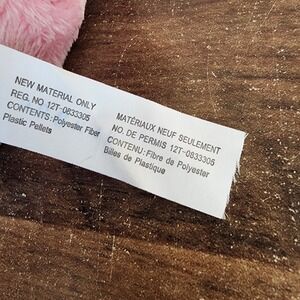 NEW MATERIAL ONLY
REG. NO 12T-0833305
CONTENTS:Polyester Fiber
Plastic Pellets
MATÉRIAUX NEUF SEULEMENT
NO. DE PERMIS 12T-0833305
CONTENU:Fibre de Polyester
Billes de Plastique